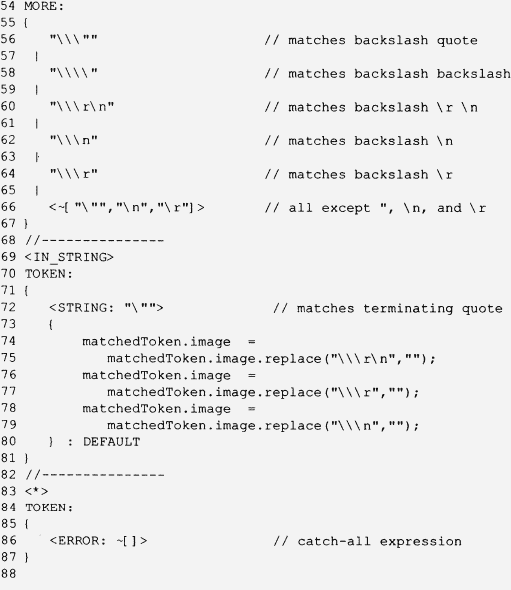 54 MORE:
55 {
56    "\\\""                    // matches backslash quote
57  |
58    "\\\\"                    // matches backslash backslash
59  |
60    "\\\r\n"                  // matches backslash \r \n
61  |
62    "\\\n"                    // matches backslash \n
63  |
64    "\\\r"                    // matches backslash \r
65  |
66    <~["\"","\n","\r"]>       // all except ", \n, and \r
67 }
68 //---------------
69 <IN_STRING>
70 TOKEN:
71 {
72    <STRING: "\"">             // matches terminating quote
73    {
74        matchedToken.image =
75           matchedToken.image.replace("\\\r\n","");
76        matchedToken.image =
77           matchedToken.image.replace("\\\r","");
78        matchedToken.image =
79           matchedToken.image.replace("\\\n","");
80    } : DEFAULT
81 }
82 //---------------
83 <*>
84 TOKEN:
85 {
86    <ERROR: ~[]>               // catch-all expression
87 }
88